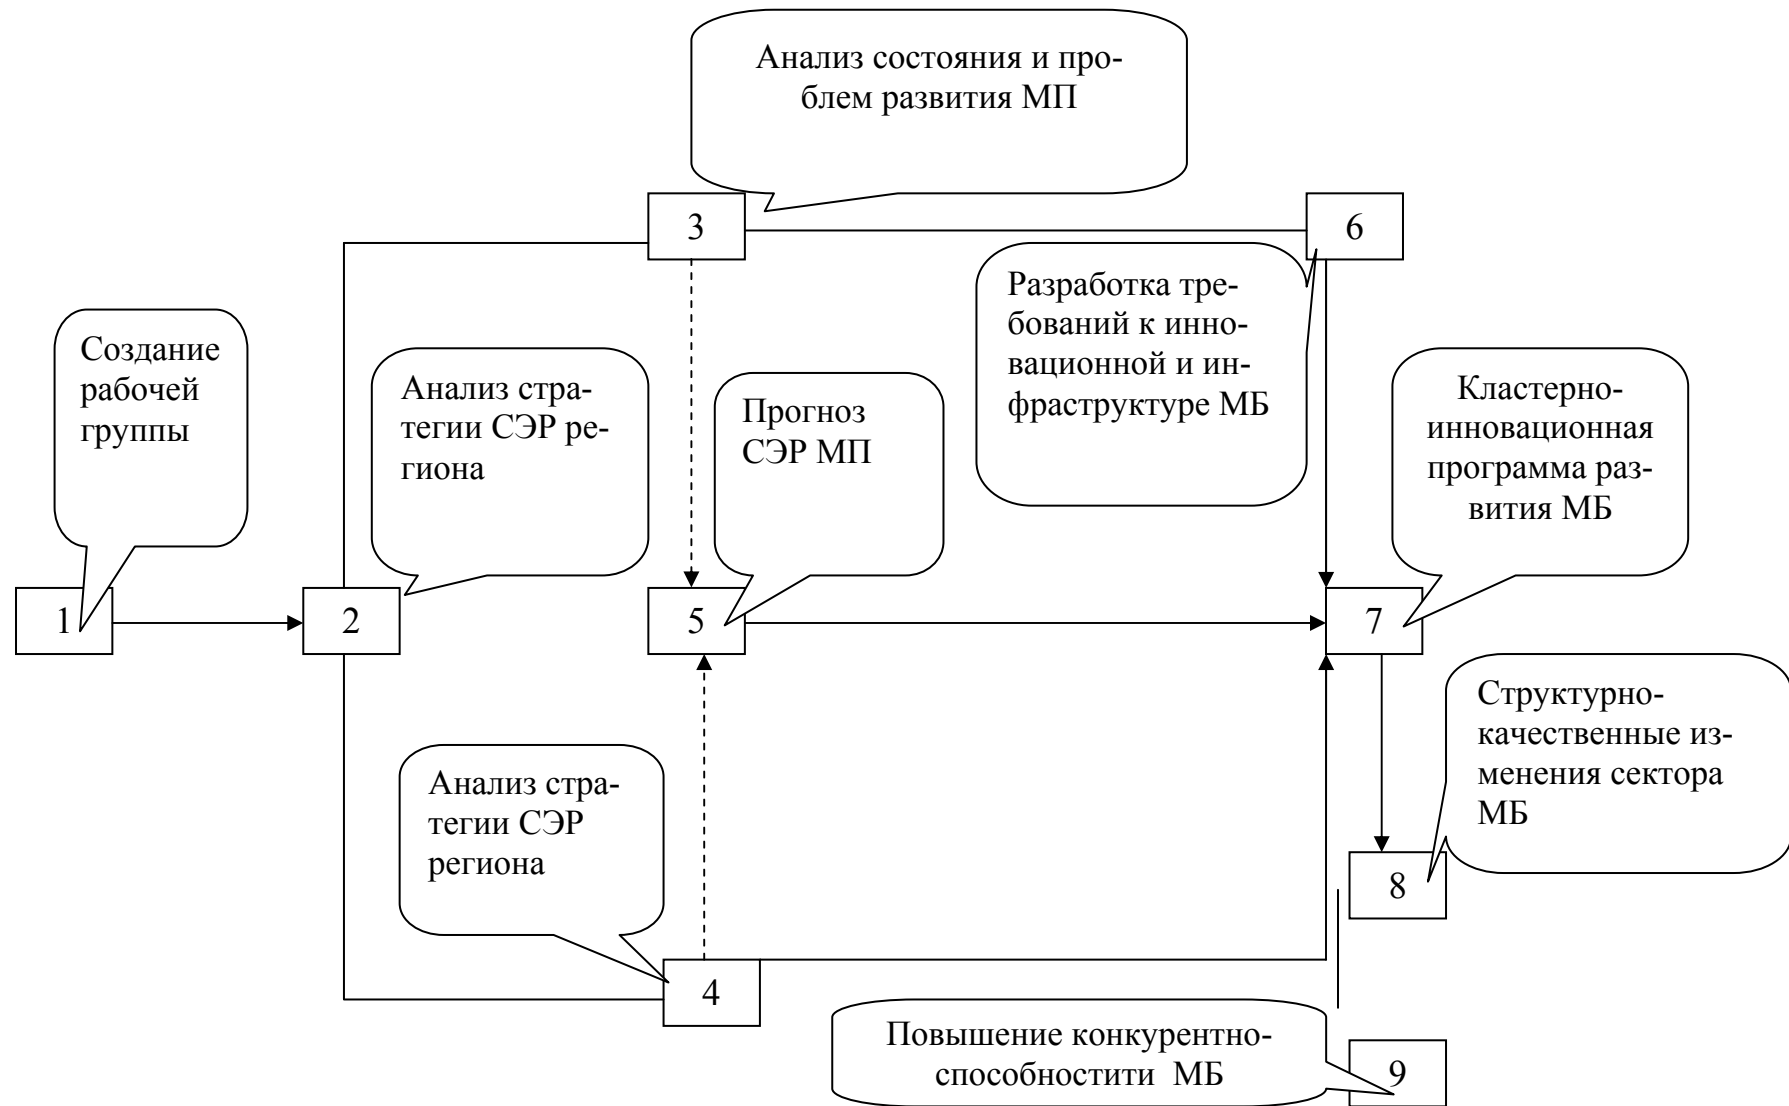 Анализ состояния и про-
блем развития МП
3
6
Разработка тре-
бований к инно-
вационной и ин-
фраструктуре МБ
Создание
рабочей
группы
Анализ стра-
тегии СЭР ре-
гиона
Прогноз
СЭР МП
Кластерно-
инновационная
программа раз-
вития МБ
1
2
5
7
Структурно-
качественные из-
менения сектора
МБ
Анализ стра-
тегии СЭР
региона
8
4
Повышение конкурентно-
способностити МБ
9